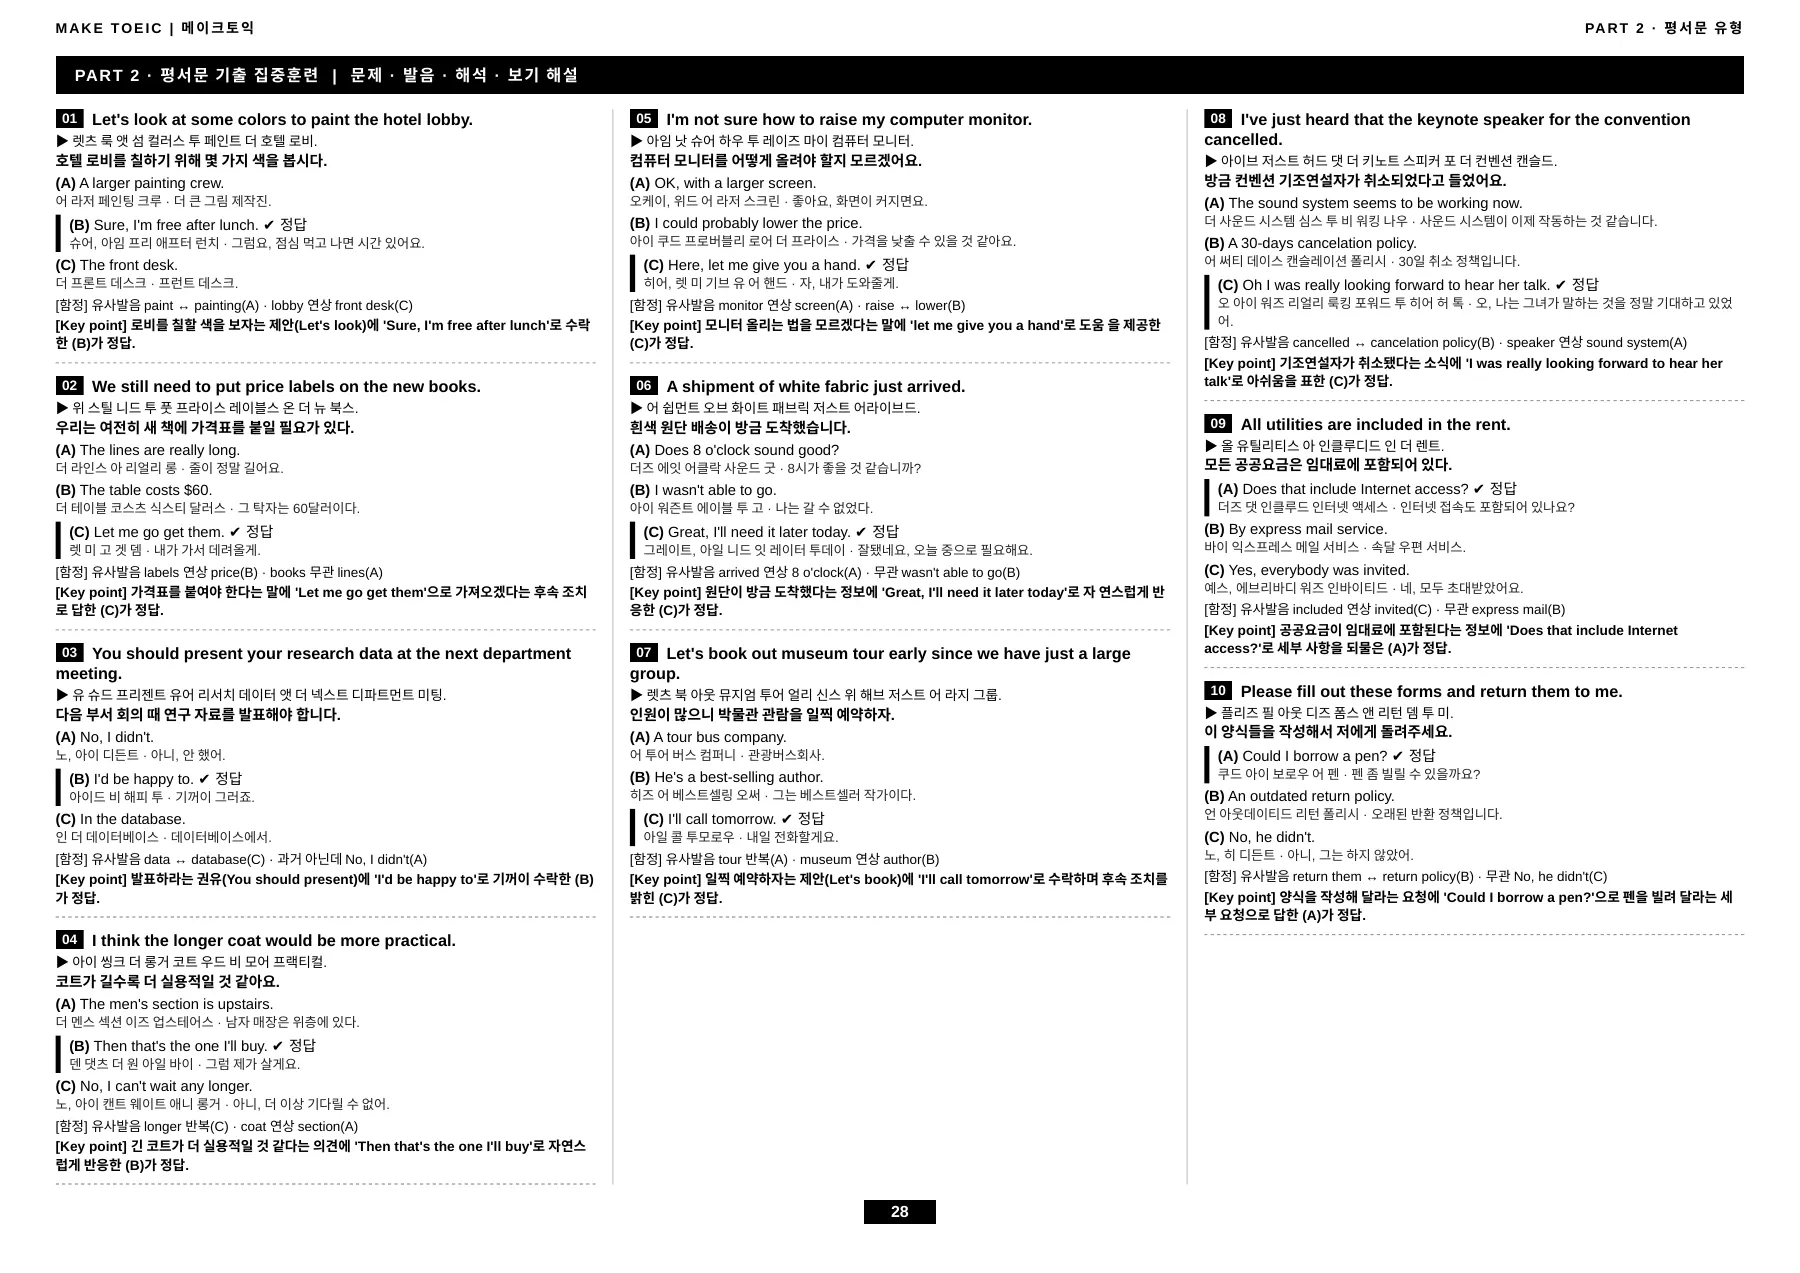 MAKE TOEIC | 메이크토익
PART 2 · 평서문 유형
PART 2 · 평서문 기출 집중훈련 | 문제 · 발음 · 해석 · 보기 해설
01 Let's look at some colors to paint the hotel lobby.
▶ 렛츠 룩 앳 섬 컬러스 투 페인트 더 호텔 로비.
호텔 로비를 칠하기 위해 몇 가지 색을 봅시다.
(A) A larger painting crew.
어 라저 페인팅 크루 · 더 큰 그림 제작진.
(B) Sure, I'm free after lunch. ✔ 정답
슈어, 아임 프리 애프터 런치 · 그럼요, 점심 먹고 나면 시간 있어요.
(C) The front desk.
더 프론트 데스크 · 프런트 데스크.
[함정] 유사발음 paint ↔ painting(A) · lobby 연상 front desk(C)
[Key point] 로비를 칠할 색을 보자는 제안(Let's look)에 'Sure, I'm free after lunch'로 수락
한 (B)가 정답.
02 We still need to put price labels on the new books.
▶ 위 스틸 니드 투 풋 프라이스 레이블스 온 더 뉴 북스.
우리는 여전히 새 책에 가격표를 붙일 필요가 있다.
(A) The lines are really long.
더 라인스 아 리얼리 롱 · 줄이 정말 길어요.
(B) The table costs $60.
더 테이블 코스츠 식스티 달러스 · 그 탁자는 60달러이다.
(C) Let me go get them. ✔ 정답
렛 미 고 겟 뎀 · 내가 가서 데려올게.
[함정] 유사발음 labels 연상 price(B) · books 무관 lines(A)
[Key point] 가격표를 붙여야 한다는 말에 'Let me go get them'으로 가져오겠다는 후속 조치
로 답한 (C)가 정답.
03 You should present your research data at the next department
meeting.
▶ 유 슈드 프리젠트 유어 리서치 데이터 앳 더 넥스트 디파트먼트 미팅.
다음 부서 회의 때 연구 자료를 발표해야 합니다.
(A) No, I didn't.
노, 아이 디든트 · 아니, 안 했어.
(B) I'd be happy to. ✔ 정답
아이드 비 해피 투 · 기꺼이 그러죠.
(C) In the database.
인 더 데이터베이스 · 데이터베이스에서.
[함정] 유사발음 data ↔ database(C) · 과거 아닌데 No, I didn't(A)
[Key point] 발표하라는 권유(You should present)에 'I'd be happy to'로 기꺼이 수락한 (B)
가 정답.
04 I think the longer coat would be more practical.
▶ 아이 씽크 더 롱거 코트 우드 비 모어 프랙티컬.
코트가 길수록 더 실용적일 것 같아요.
(A) The men's section is upstairs.
더 멘스 섹션 이즈 업스테어스 · 남자 매장은 위층에 있다.
(B) Then that's the one I'll buy. ✔ 정답
덴 댓츠 더 원 아일 바이 · 그럼 제가 살게요.
(C) No, I can't wait any longer.
노, 아이 캔트 웨이트 애니 롱거 · 아니, 더 이상 기다릴 수 없어.
[함정] 유사발음 longer 반복(C) · coat 연상 section(A)
[Key point] 긴 코트가 더 실용적일 것 같다는 의견에 'Then that's the one I'll buy'로 자연스
럽게 반응한 (B)가 정답.
05 I'm not sure how to raise my computer monitor.
▶ 아임 낫 슈어 하우 투 레이즈 마이 컴퓨터 모니터.
컴퓨터 모니터를 어떻게 올려야 할지 모르겠어요.
(A) OK, with a larger screen.
오케이, 위드 어 라저 스크린 · 좋아요, 화면이 커지면요.
(B) I could probably lower the price.
아이 쿠드 프로버블리 로어 더 프라이스 · 가격을 낮출 수 있을 것 같아요.
(C) Here, let me give you a hand. ✔ 정답
히어, 렛 미 기브 유 어 핸드 · 자, 내가 도와줄게.
[함정] 유사발음 monitor 연상 screen(A) · raise ↔ lower(B)
[Key point] 모니터 올리는 법을 모르겠다는 말에 'let me give you a hand'로 도움 을 제공한
(C)가 정답.
06 A shipment of white fabric just arrived.
▶ 어 쉽먼트 오브 화이트 패브릭 저스트 어라이브드.
흰색 원단 배송이 방금 도착했습니다.
(A) Does 8 o'clock sound good?
더즈 에잇 어클락 사운드 굿 · 8시가 좋을 것 같습니까?
(B) I wasn't able to go.
아이 워즌트 에이블 투 고 · 나는 갈 수 없었다.
(C) Great, I'll need it later today. ✔ 정답
그레이트, 아일 니드 잇 레이터 투데이 · 잘됐네요, 오늘 중으로 필요해요.
[함정] 유사발음 arrived 연상 8 o'clock(A) · 무관 wasn't able to go(B)
[Key point] 원단이 방금 도착했다는 정보에 'Great, I'll need it later today'로 자 연스럽게 반
응한 (C)가 정답.
07 Let's book out museum tour early since we have just a large
group.
▶ 렛츠 북 아웃 뮤지엄 투어 얼리 신스 위 해브 저스트 어 라지 그룹.
인원이 많으니 박물관 관람을 일찍 예약하자.
(A) A tour bus company.
어 투어 버스 컴퍼니 · 관광버스회사.
(B) He's a best-selling author.
히즈 어 베스트셀링 오써 · 그는 베스트셀러 작가이다.
(C) I'll call tomorrow. ✔ 정답
아일 콜 투모로우 · 내일 전화할게요.
[함정] 유사발음 tour 반복(A) · museum 연상 author(B)
[Key point] 일찍 예약하자는 제안(Let's book)에 'I'll call tomorrow'로 수락하며 후속 조치를
밝힌 (C)가 정답.
08 I've just heard that the keynote speaker for the convention
cancelled.
▶ 아이브 저스트 허드 댓 더 키노트 스피커 포 더 컨벤션 캔슬드.
방금 컨벤션 기조연설자가 취소되었다고 들었어요.
(A) The sound system seems to be working now.
더 사운드 시스템 심스 투 비 워킹 나우 · 사운드 시스템이 이제 작동하는 것 같습니다.
(B) A 30-days cancelation policy.
어 써티 데이스 캔슬레이션 폴리시 · 30일 취소 정책입니다.
(C) Oh I was really looking forward to hear her talk. ✔ 정답
오 아이 워즈 리얼리 룩킹 포워드 투 히어 허 톡 · 오, 나는 그녀가 말하는 것을 정말 기대하고 있었
어.
[함정] 유사발음 cancelled ↔ cancelation policy(B) · speaker 연상 sound system(A)
[Key point] 기조연설자가 취소됐다는 소식에 'I was really looking forward to hear her
talk'로 아쉬움을 표한 (C)가 정답.
09 All utilities are included in the rent.
▶ 올 유틸리티스 아 인클루디드 인 더 렌트.
모든 공공요금은 임대료에 포함되어 있다.
(A) Does that include Internet access? ✔ 정답
더즈 댓 인클루드 인터넷 액세스 · 인터넷 접속도 포함되어 있나요?
(B) By express mail service.
바이 익스프레스 메일 서비스 · 속달 우편 서비스.
(C) Yes, everybody was invited.
예스, 에브리바디 워즈 인바이티드 · 네, 모두 초대받았어요.
[함정] 유사발음 included 연상 invited(C) · 무관 express mail(B)
[Key point] 공공요금이 임대료에 포함된다는 정보에 'Does that include Internet
access?'로 세부 사항을 되물은 (A)가 정답.
10 Please fill out these forms and return them to me.
▶ 플리즈 필 아웃 디즈 폼스 앤 리턴 뎀 투 미.
이 양식들을 작성해서 저에게 돌려주세요.
(A) Could I borrow a pen? ✔ 정답
쿠드 아이 보로우 어 펜 · 펜 좀 빌릴 수 있을까요?
(B) An outdated return policy.
언 아웃데이티드 리턴 폴리시 · 오래된 반환 정책입니다.
(C) No, he didn't.
노, 히 디든트 · 아니, 그는 하지 않았어.
[함정] 유사발음 return them ↔ return policy(B) · 무관 No, he didn't(C)
[Key point] 양식을 작성해 달라는 요청에 'Could I borrow a pen?'으로 펜을 빌려 달라는 세
부 요청으로 답한 (A)가 정답.
28